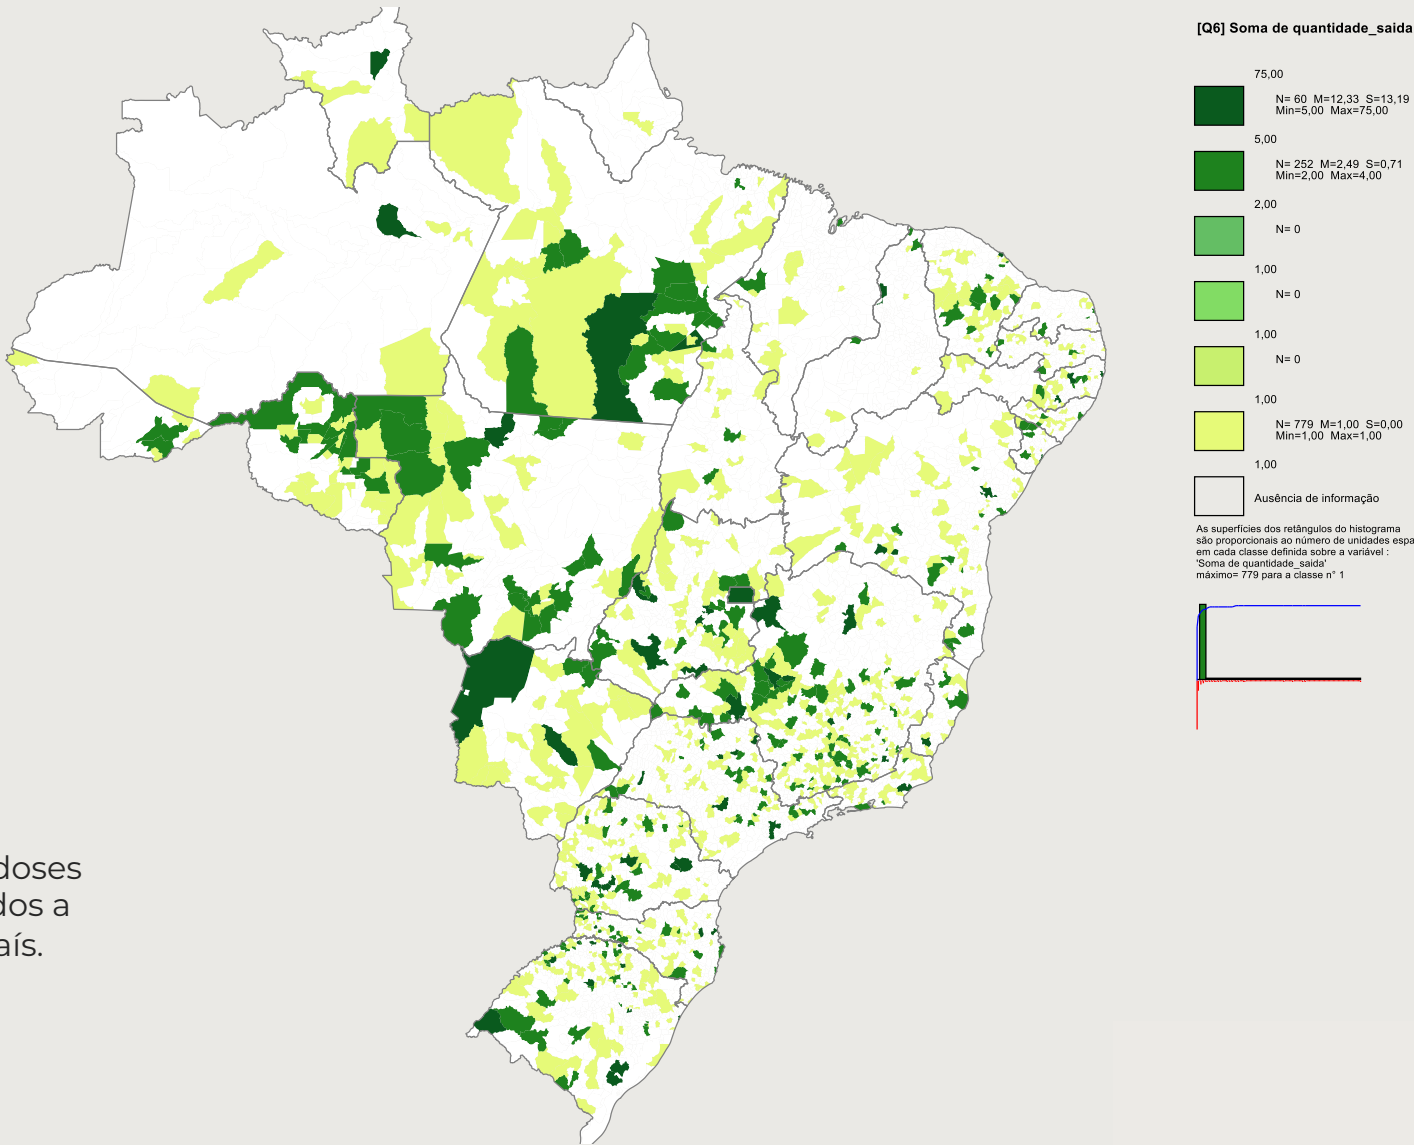 [Q6] Soma de quantidade_saida
75,00
N= 60 M=12,33 S=13,19
Min=5,00 Max=75,00
5,00
N= 252 M=2,49 S=0,71
Min=2,00 Max=4,00
2,00
N= 0
1,00
N= 0
1,00
N= 0
1,00
N= 779 M=1,00 S=0,00
Min=1,00 Max=1,00
1,00
Ausência de informação
As superfícies dos retângulos do histograma
são proporcionais ao número de unidades espa
em cada classe definida sobre a variável :
'Soma de quantidade_saida'
máximo= 779 para a classe n° 1
doses
dos a
aís.